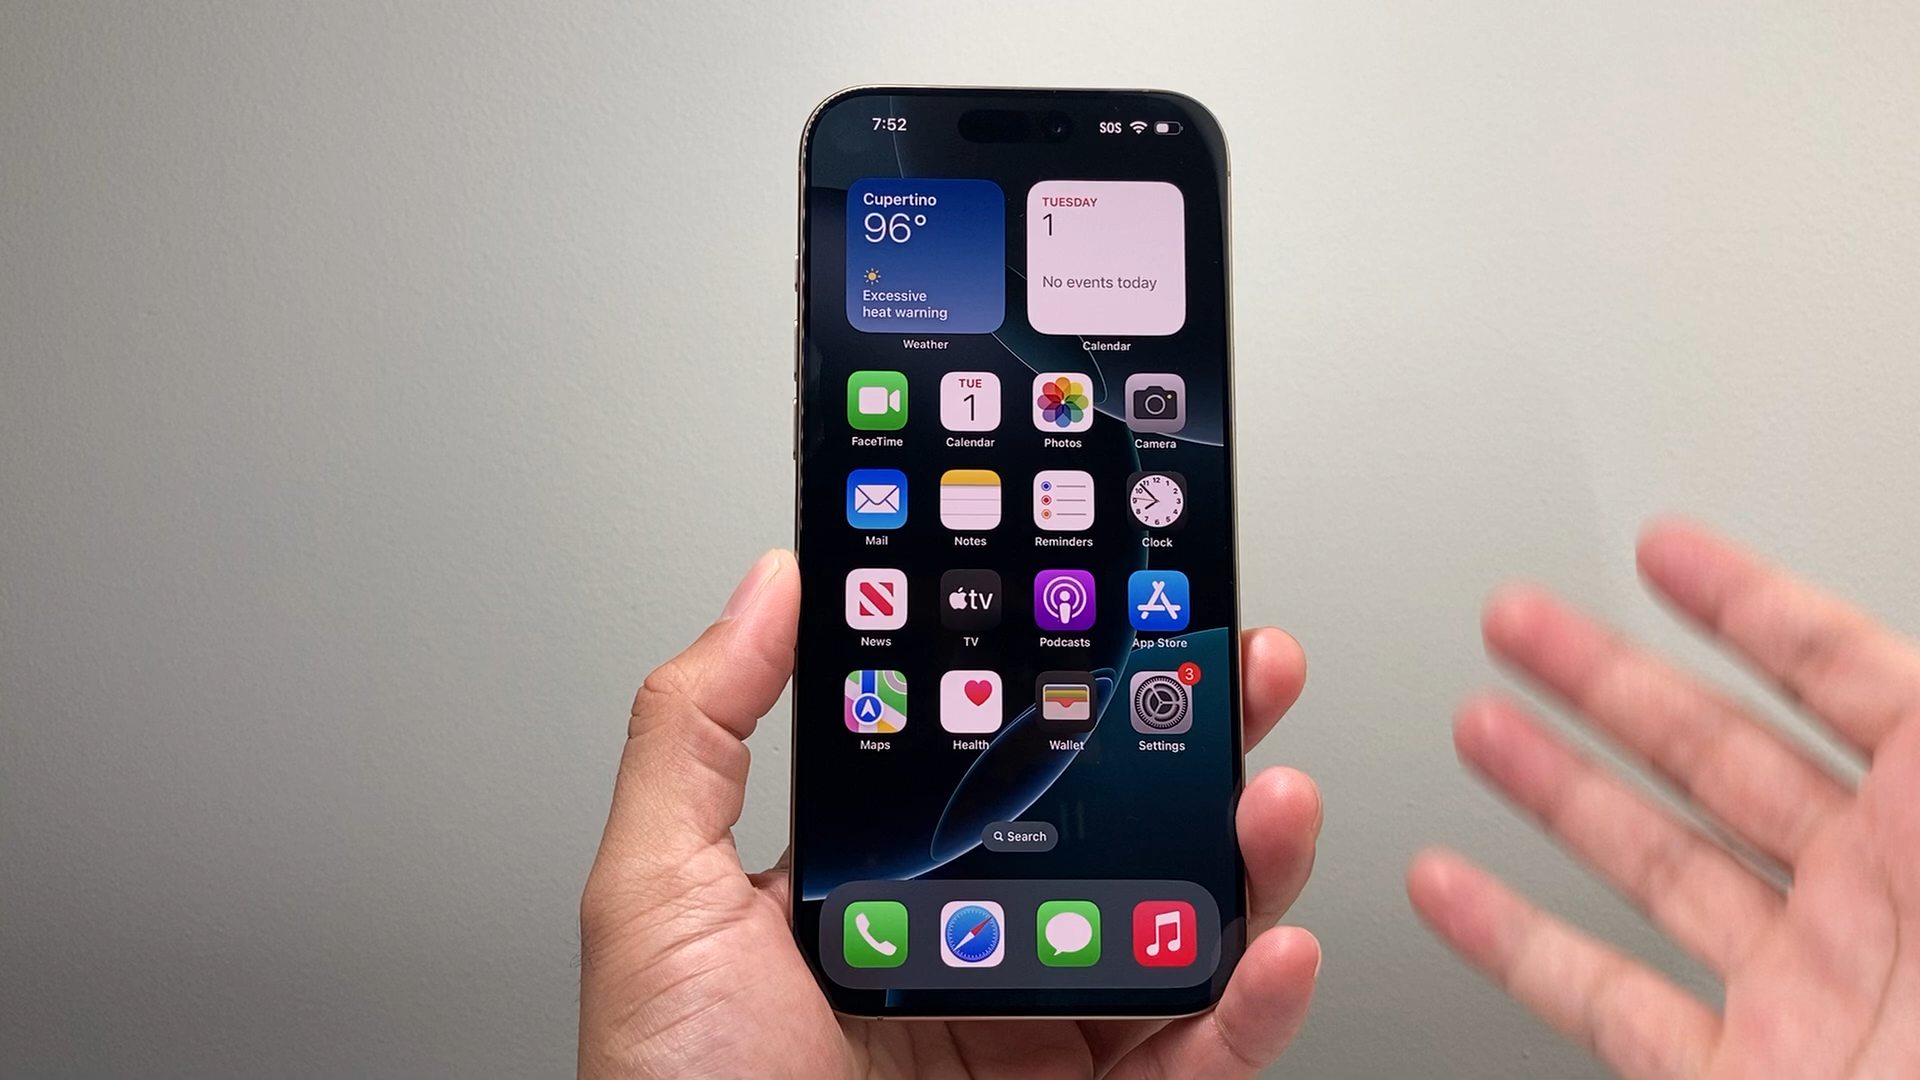 7:52
SOS
Cupertino
96°
Excessive
heat warning
Weather
TUESDAY
1
No events today
Calendar
FaceTime
TUE
1
Calendar
Photos
Camera
Mail
Notes
Reminders
Clock
News
tv
TV
Podcasts
App Store
Maps
Health
Wallet
3
Settings
Search